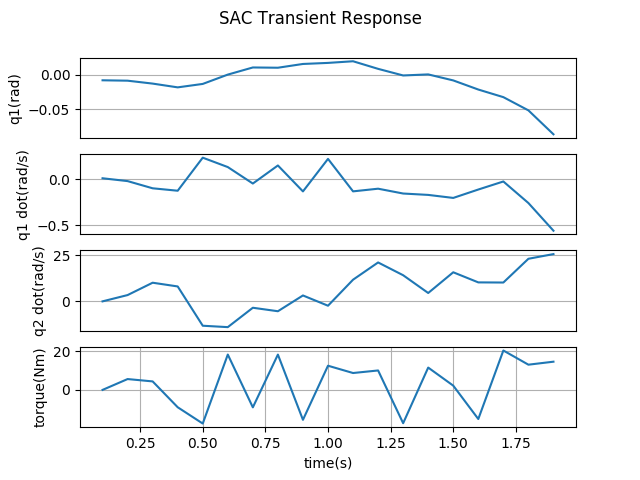 SAC Transient Response
q1(rad)
0.00
−0.05
q1 dot(rad/s)
0.0
−0.5
q2 dot(rad/s)
25
0
torque(Nm)
20
0
0.25 0.50 0.75 1.00 1.25 1.50 1.75
time(s)